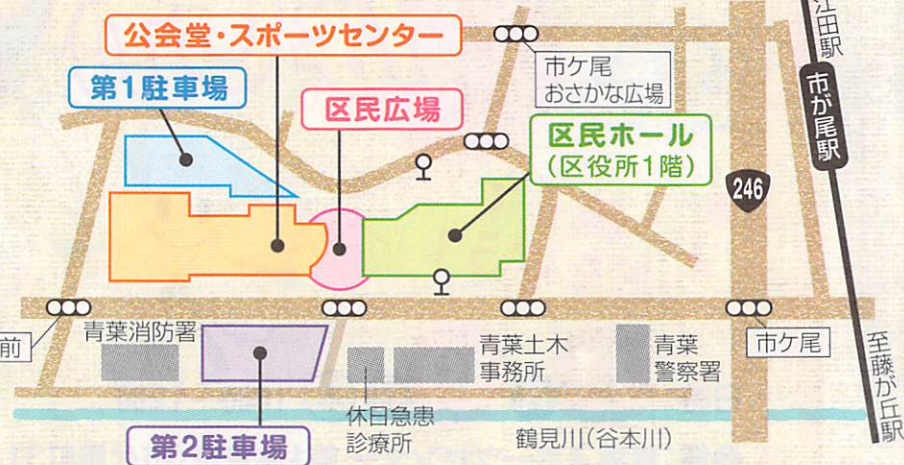 公会堂・スポーツセンター
第1駐車場
区民広場
市ケ尾
おさかな広場
区民ホール
(区役所1階)
江田駅
市が尾駅
246
前
青葉消防署
青葉土木
事務所
青葉
警察署
市ケ尾
至藤が丘駅
第2駐車場
休日急患
診療所
鶴見川(谷本川)